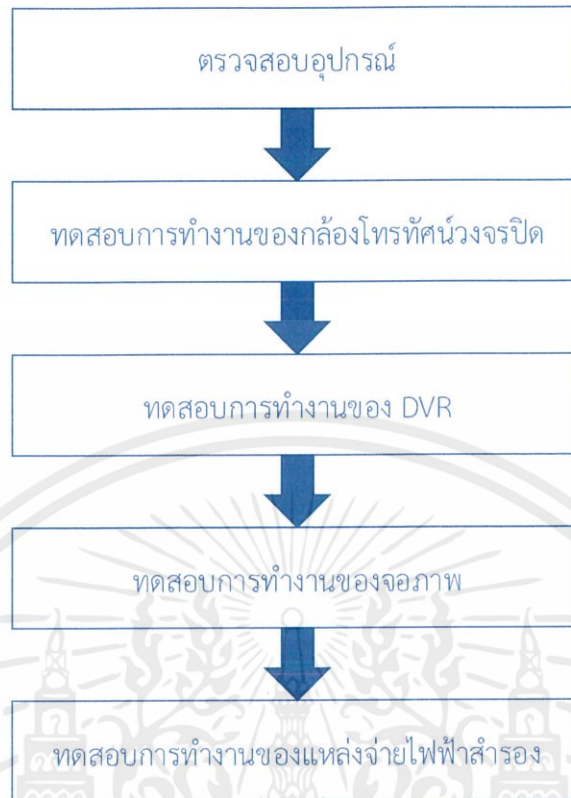 ตรวจสอบอุปกรณ์
ทดสอบการทำงานของกล้องโทรทัศน์วงจรปิด
ทดสอบการทำงานของ DVR
ทดสอบการทำงานของจอภาพ
ทดสอบการทำงานของแหล่งจ่ายไฟฟ้าสำรอง